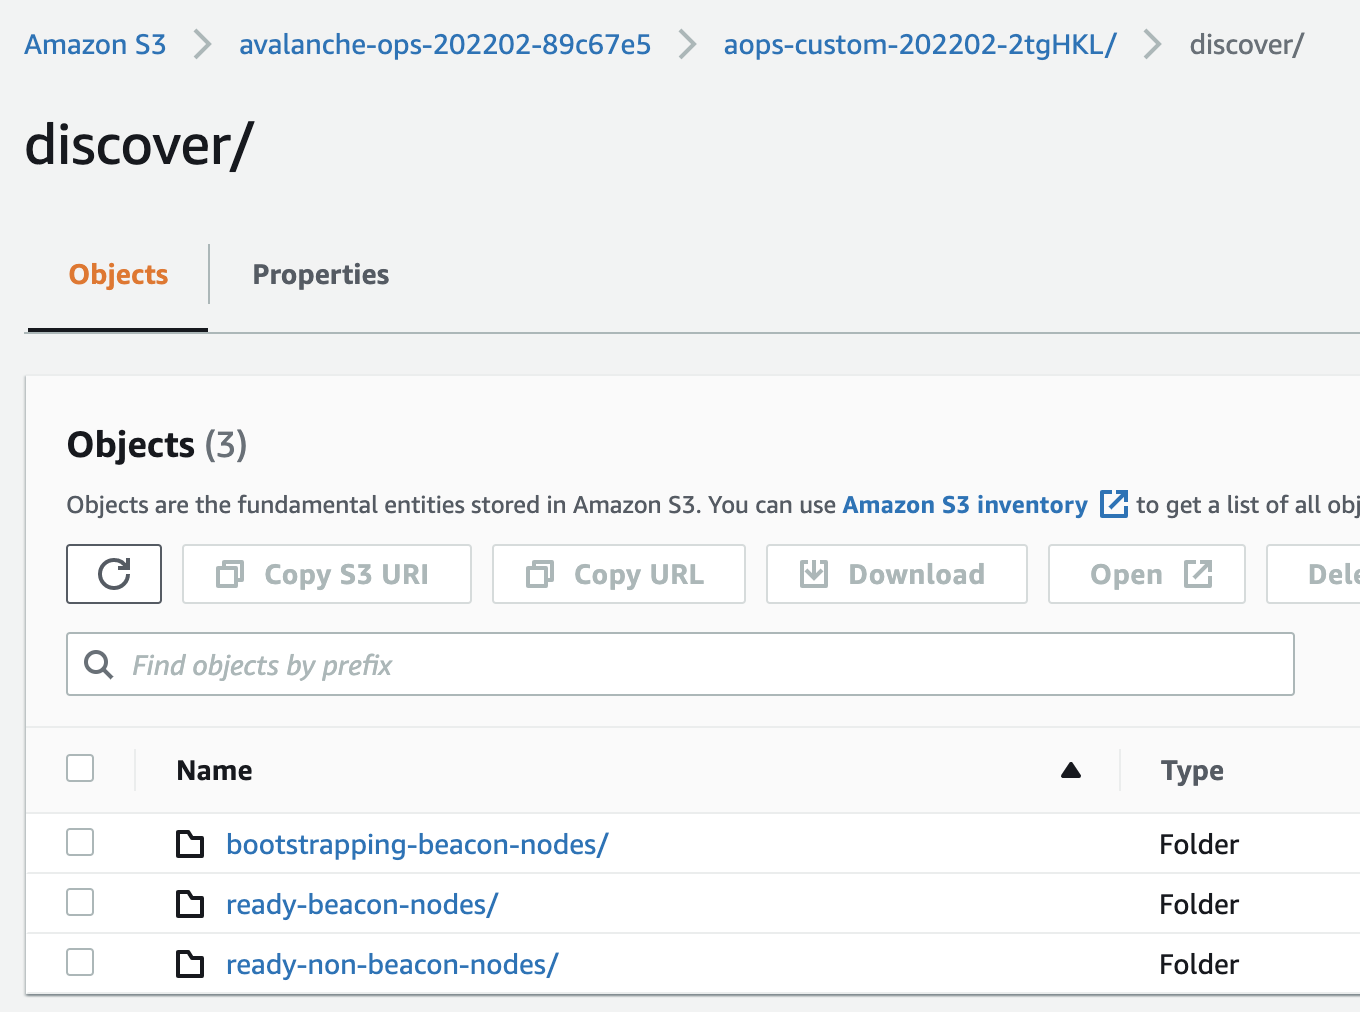 Amazon S3 avalanche-ops-202202-89c67e5 aops-custom-202202-2tgHKL/ discover/
discover/
Objects Properties
Objects (3)
Objects are the fundamental entities stored in Amazon S3. You can use Amazon S3 inventory to get a list of all obj
Copy S3 URI Copy URL Download Open Dele
Find objects by prefix
Name Type
bootstrapping-beacon-nodes/ Folder
ready-beacon-nodes/ Folder
ready-non-beacon-nodes/ Folder